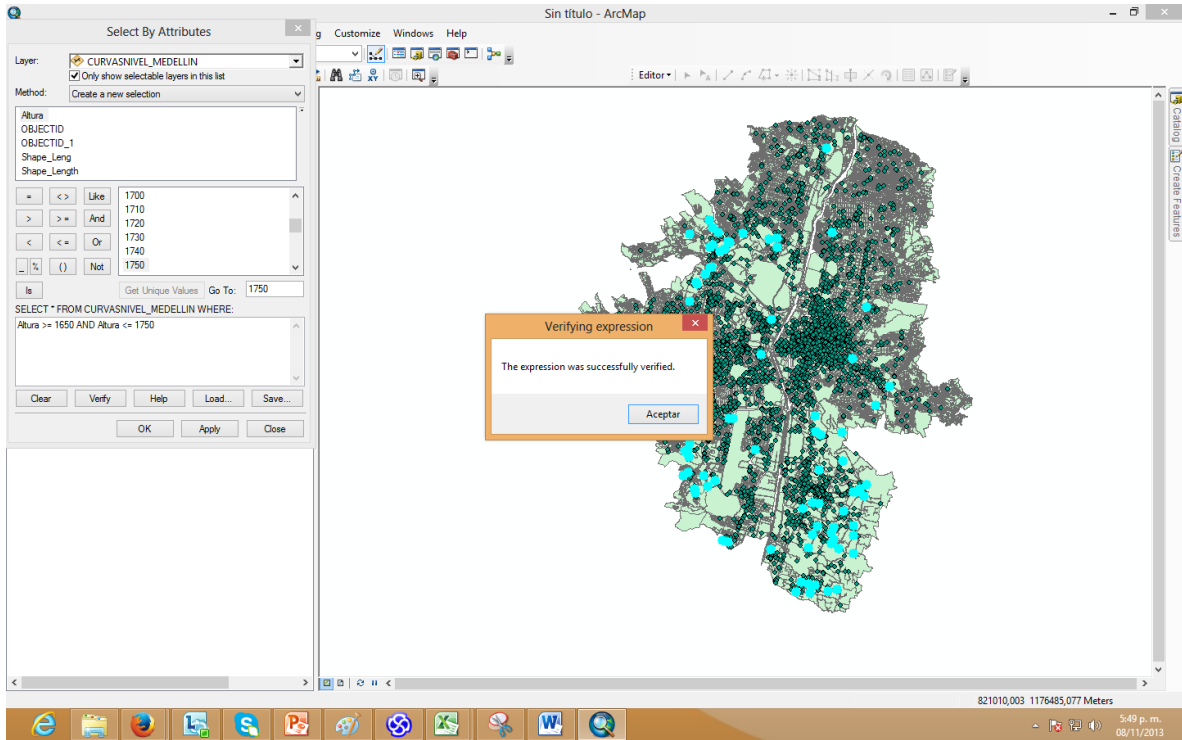 Sin título - ArcMap
Select By Attributes
g Customize Windows Help
Layer: CURVASNIVEL_MEDELLIN
Only show selectable layers in this list
Method: Create a new selection
Altura
OBJECTID
OBJECTID_1
Shape_Leng
Shape_Length
= < > Like
> > = And
< < = Or
_ % () Not
Is
1700
1710
1720
1730
1740
1750
Get Unique Values Go To: 1750
SELECT * FROM CURVASNIVEL_MEDELLIN WHERE:
Altura >= 1650 AND Altura <= 1750
Clear Verify Help Load... Save...
OK Apply Close
Editor
Catalog
Create Features
Verifying expression
The expression was successfully verified.
Aceptar
821010,003 1176485,077 Meters
5:49 p. m.
08/11/2013